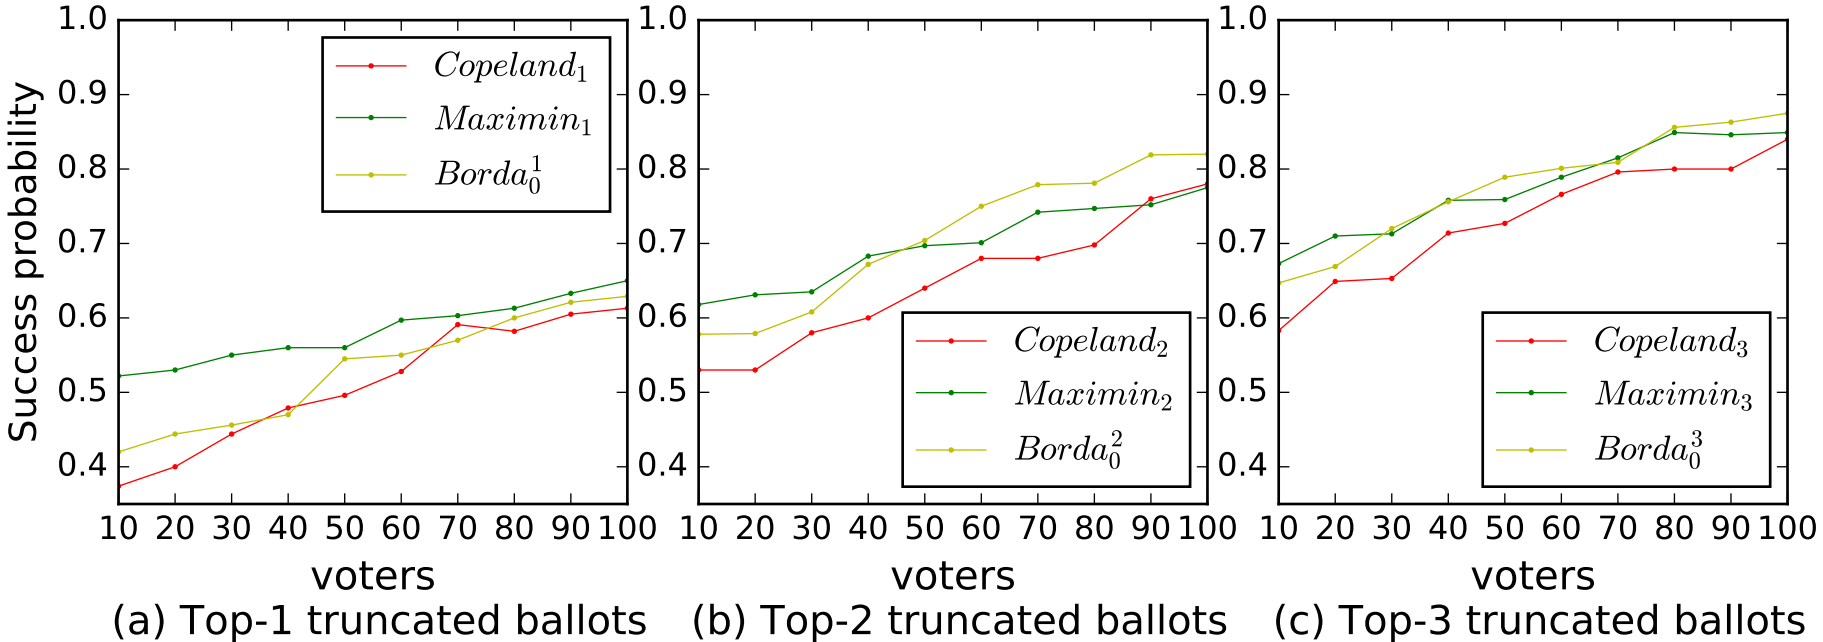 Success probability
1.0
0.9
0.8
0.7
0.6
0.5
0.4
Copeland₁
Maximin₁
Borda₀¹
10 20 30 40 50 60 70 80 90 100
voters
(a) Top-1 truncated ballots
1.0
0.9
0.8
0.7
0.6
0.5
0.4
Copeland₂
Maximin₂
Borda₀²
10 20 30 40 50 60 70 80 90 100
voters
(b) Top-2 truncated ballots
1.0
0.9
0.8
0.7
0.6
0.5
0.4
Copeland₃
Maximin₃
Borda₀³
10 20 30 40 50 60 70 80 90 100
voters
(c) Top-3 truncated ballots